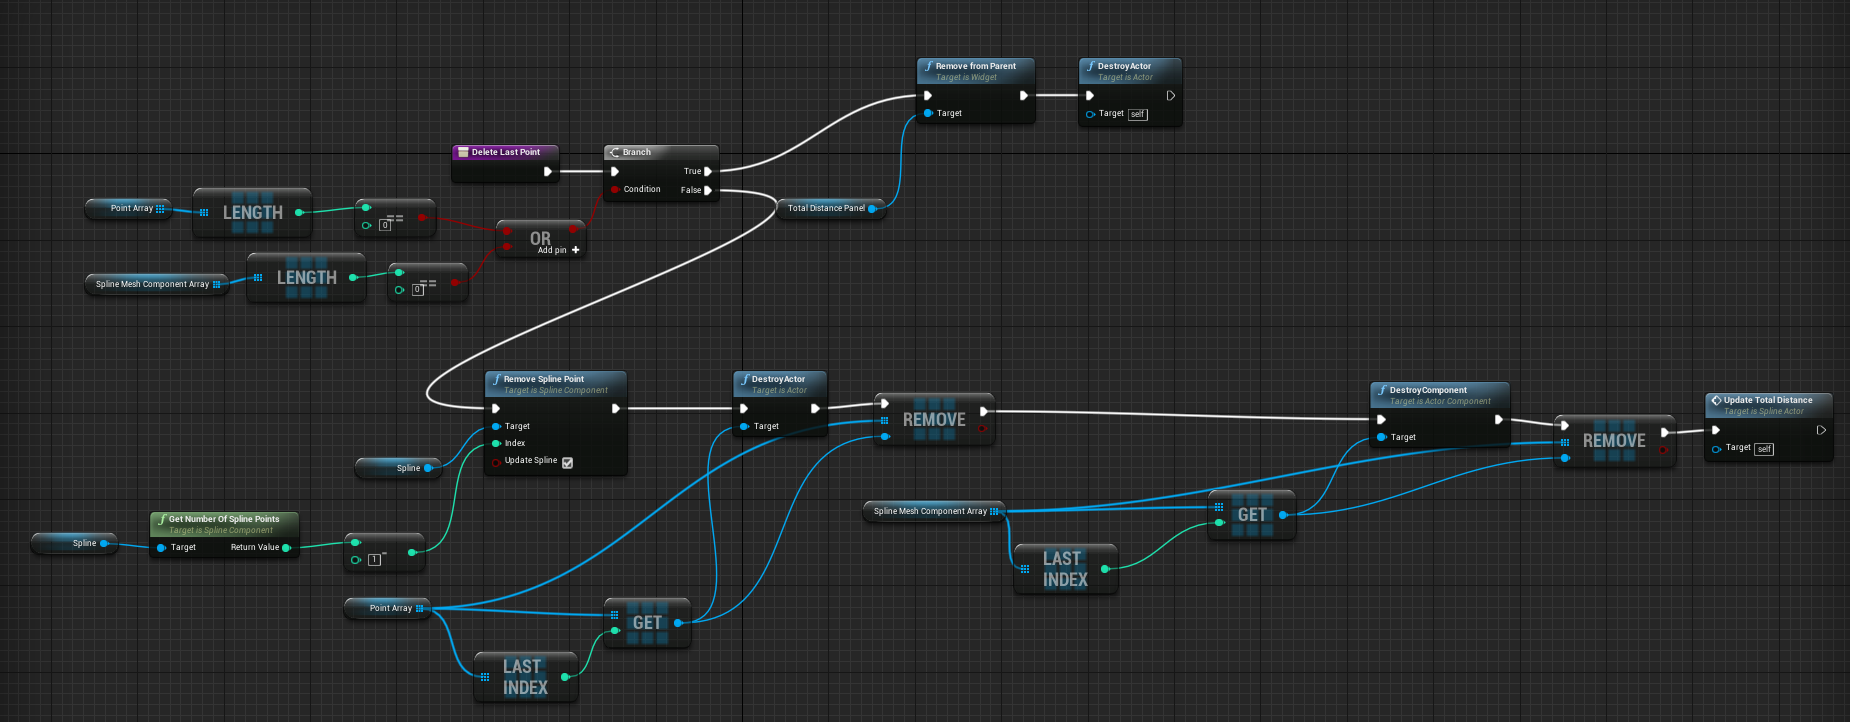 Remove from Parent
Target is Widget
Target
DestroyActor
Target is Actor
Target self
Delete Last Point
Branch
True
Condition
False
Point Array
LENGTH
==
0
OR
Add pin +
Total Distance Panel
Spline Mesh Component Array
LENGTH
==
0
Remove Spline Point
Target is Spline Component
Target
Index
Update Spline
DestroyActor
Target is Actor
Target
REMOVE
DestroyComponent
Target is Actor Component
Target
REMOVE
Update Total Distance
Target is Spline Actor
Target self
Spline
Spline
Get Number Of Spline Points
Target is Spline Component
Target
Return Value
-
1
Spline Mesh Component Array
GET
LAST
INDEX
Point Array
GET
LAST
INDEX